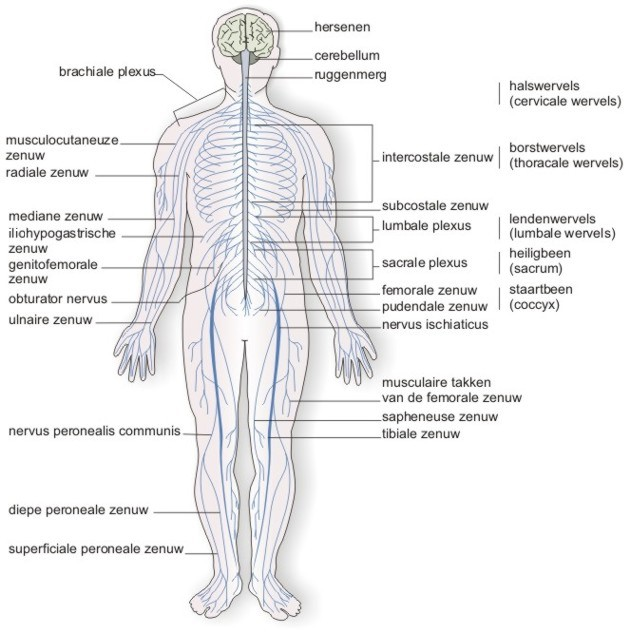 hersenen
cerebellum
ruggenmerg
brachiale plexus
halswervels
(cervicale wervels)
musculocutaneuze
zenuw
radiale zenuw
intercostale zenuw
borstwervels
(thoracale wervels)
subcostale zenuw
mediane zenuw
iliohypogastrische
zenuw
lumbale plexus
lendenwervels
(lumbale wervels)
genitofemorale
zenuw
sacrale plexus
heiligbeen
(sacrum)
obturator nervus
femorale zenuw
pudendale zenuw
staartbeen
(coccyx)
ulnaire zenuw
nervus ischiaticus
musculaire takken
van de femorale zenuw
sapheneuse zenuw
tibiale zenuw
nervus peronealis communis
diepe peroneale zenuw
superficiale peroneale zenuw